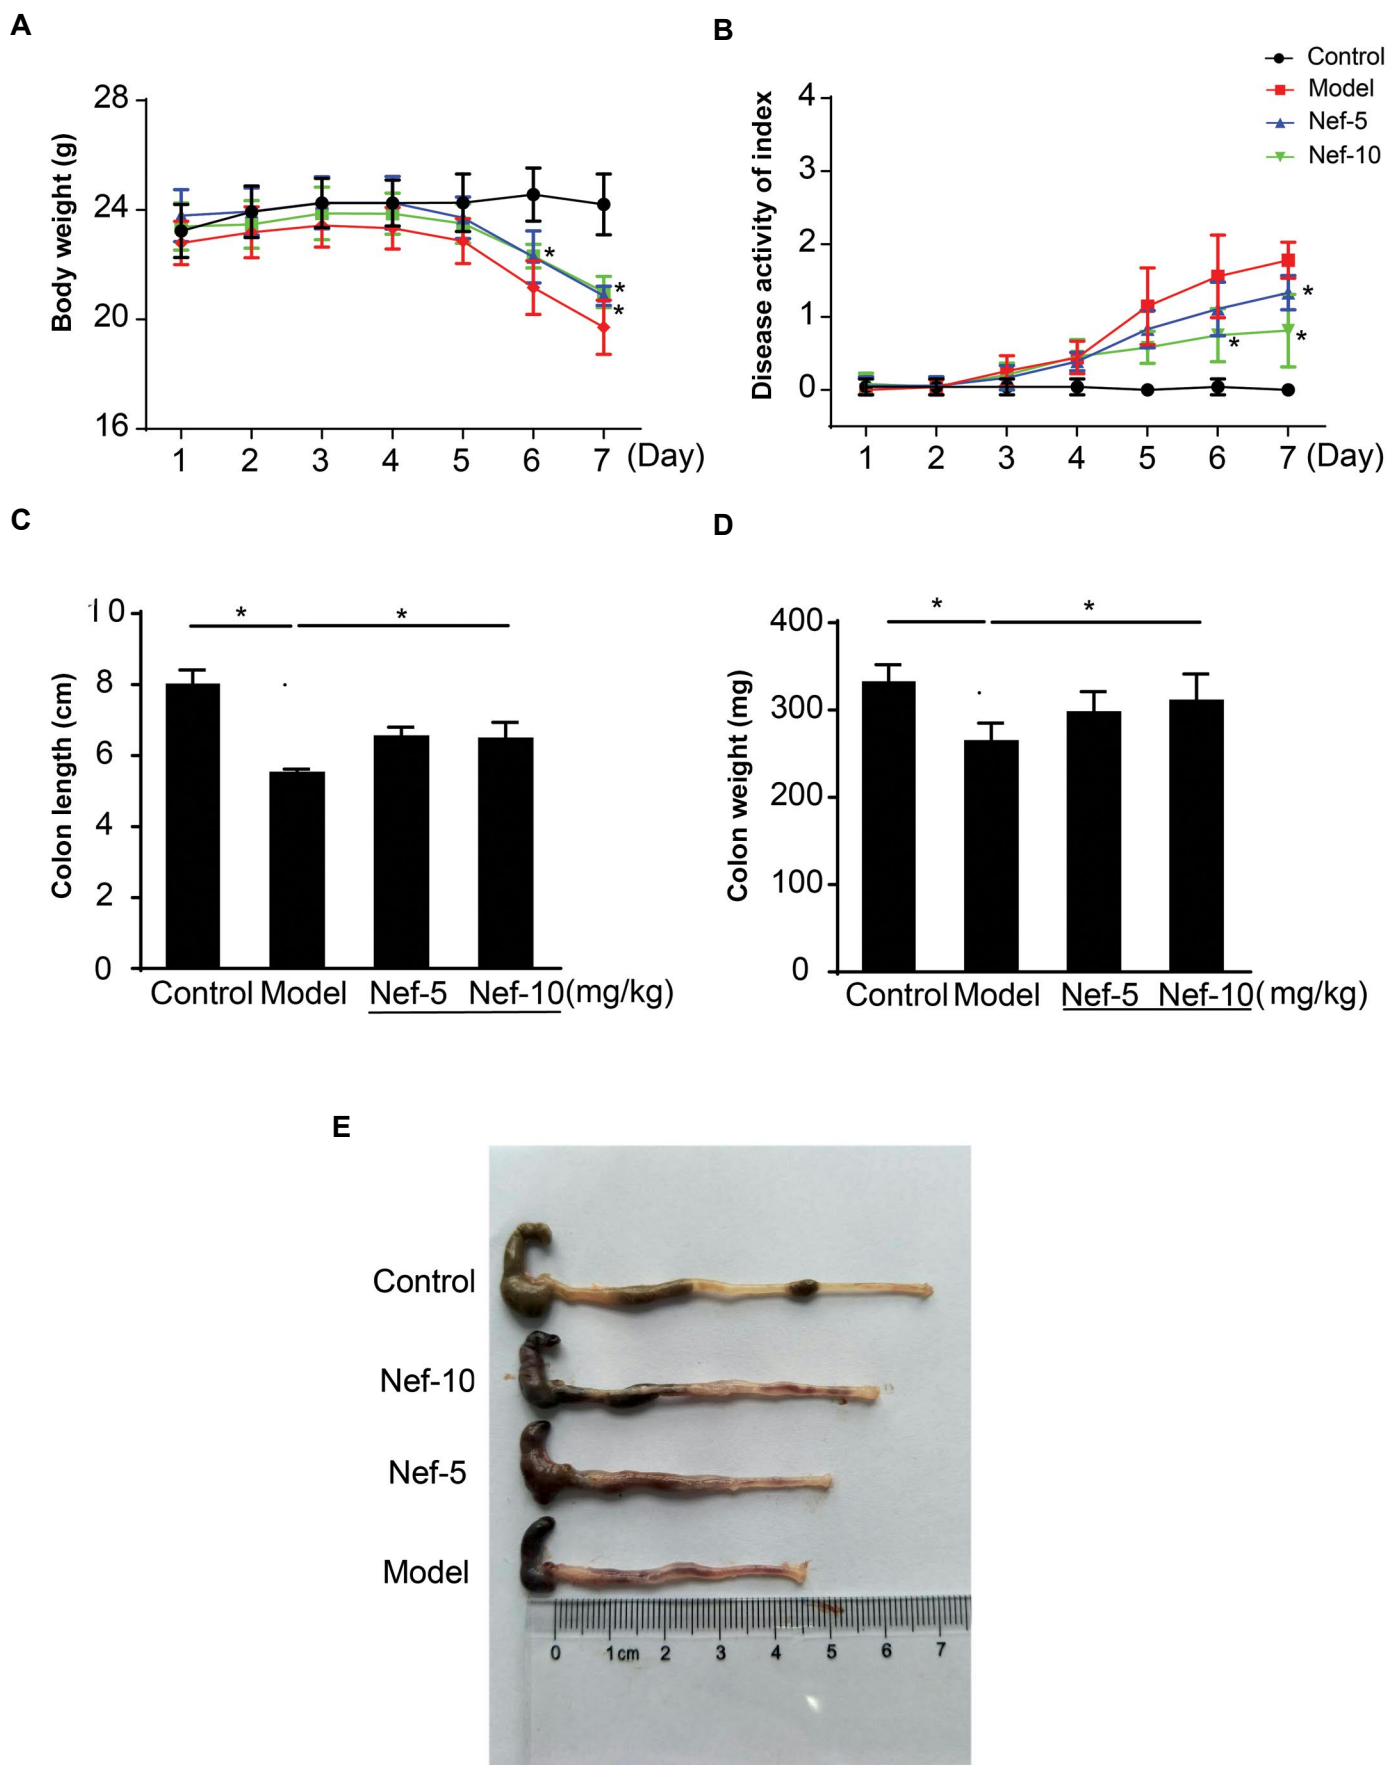 A
Body weight (g)
28
24
20
16
*
*
*
1 2 3 4 5 6 7 (Day)
B
Control
Model
Nef-5
Nef-10
Disease activity of index
4
3
2
1
0
*
*
*
1 2 3 4 5 6 7 (Day)
C
Colon length (cm)
10
8
6
4
2
0
* *
Control Model Nef-5 Nef-10 (mg/kg)
D
Colon weight (mg)
400
300
200
100
0
* *
Control Model Nef-5 Nef-10 (mg/kg)
E
Control
Nef-10
Nef-5
Model
0 1cm 2 3 4 5 6 7